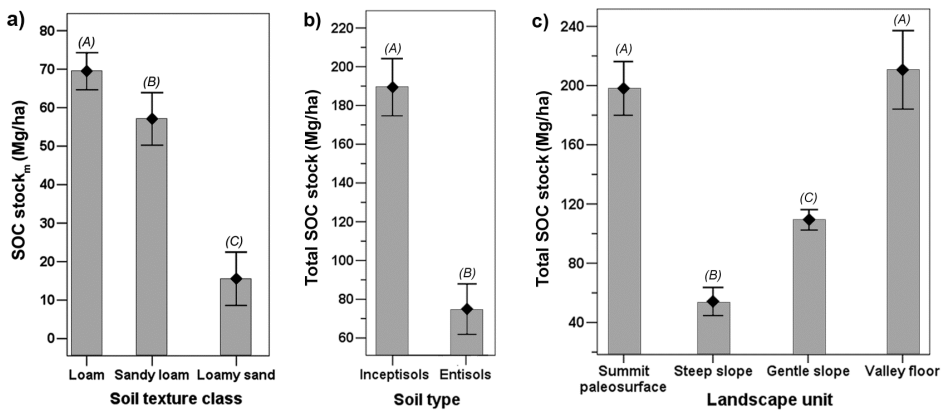 a)
SOC stockm (Mg/ha)
80
70
60
50
40
30
20
10
0
(A)
(B)
(C)
Loam
Sandy loam
Loamy sand
Soil texture class
b)
Total SOC stock (Mg/ha)
220
200
180
160
140
120
100
80
60
(A)
(B)
Inceptisols
Entisols
Soil type
c)
Total SOC stock (Mg/ha)
240
200
160
120
80
40
(A)
(B)
(C)
(A)
Summit
paleosurface
Steep slope
Gentle slope
Valley floor
Landscape unit